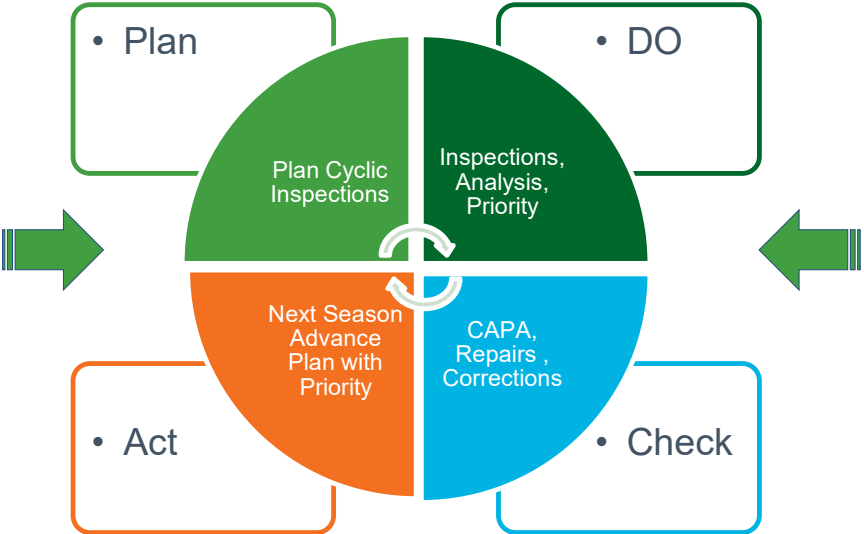 • Plan
• DO
Plan Cyclic
Inspections
Inspections,
Analysis,
Priority
Next Season
Advance
Plan with
Priority
CAPA,
Repairs ,
Corrections
• Act
• Check